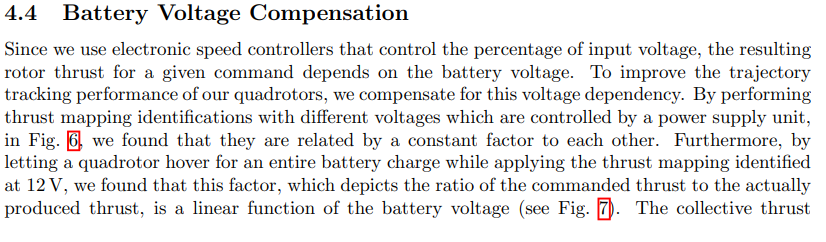 4.4 Battery Voltage Compensation
Since we use electronic speed controllers that control the percentage of input voltage, the resulting
rotor thrust for a given command depends on the battery voltage. To improve the trajectory
tracking performance of our quadrotors, we compensate for this voltage dependency. By performing
thrust mapping identifications with different voltages which are controlled by a power supply unit,
in Fig. 6, we found that they are related by a constant factor to each other. Furthermore, by
letting a quadrotor hover for an entire battery charge while applying the thrust mapping identified
at 12 V, we found that this factor, which depicts the ratio of the commanded thrust to the actually
produced thrust, is a linear function of the battery voltage (see Fig. 7). The collective thrust